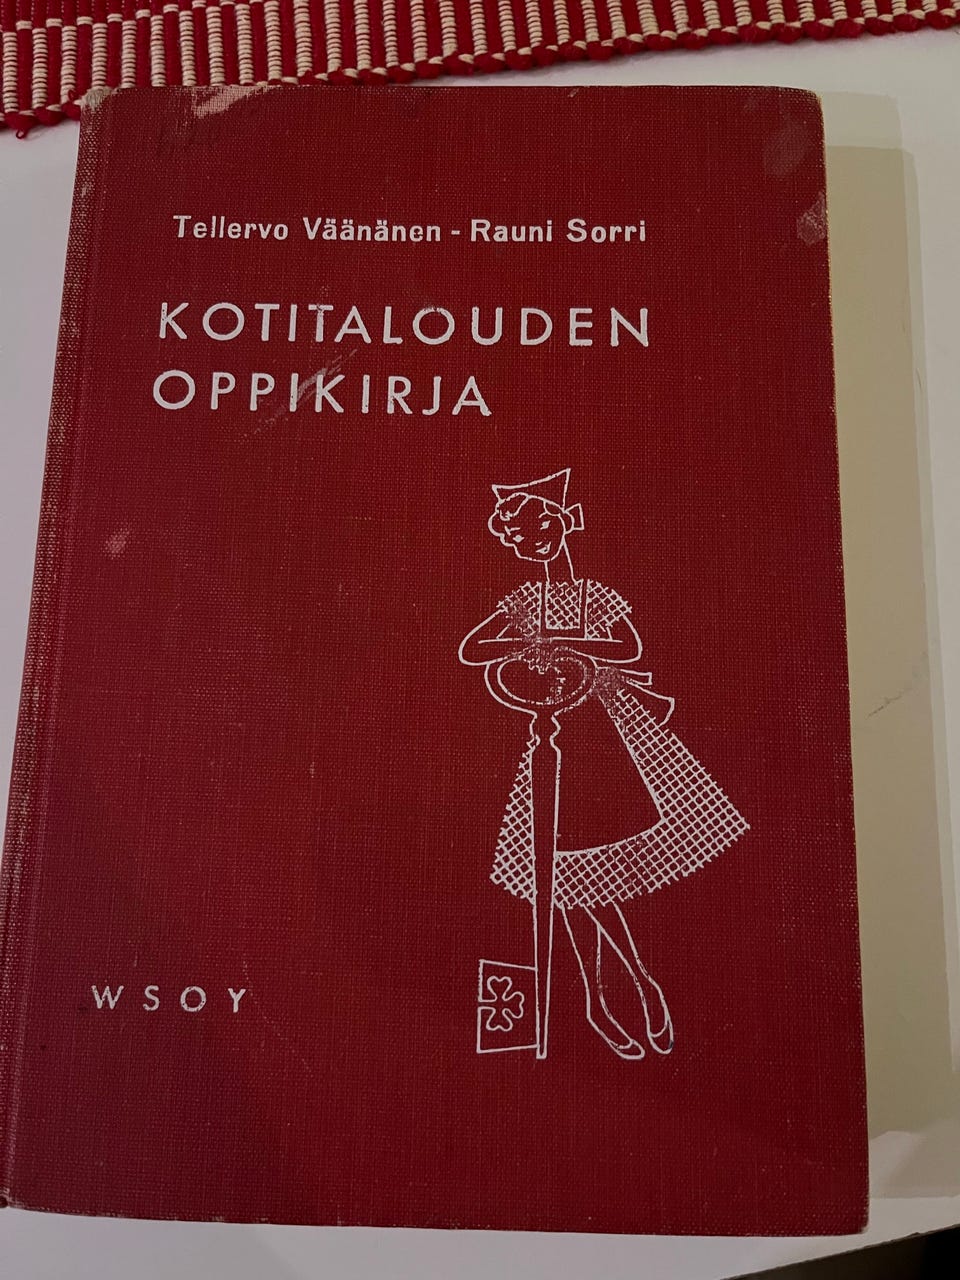 Tellervo Väänänen - Rauni Sorri
KOTITALOUDEN
OPPIKIRJA
WSOY